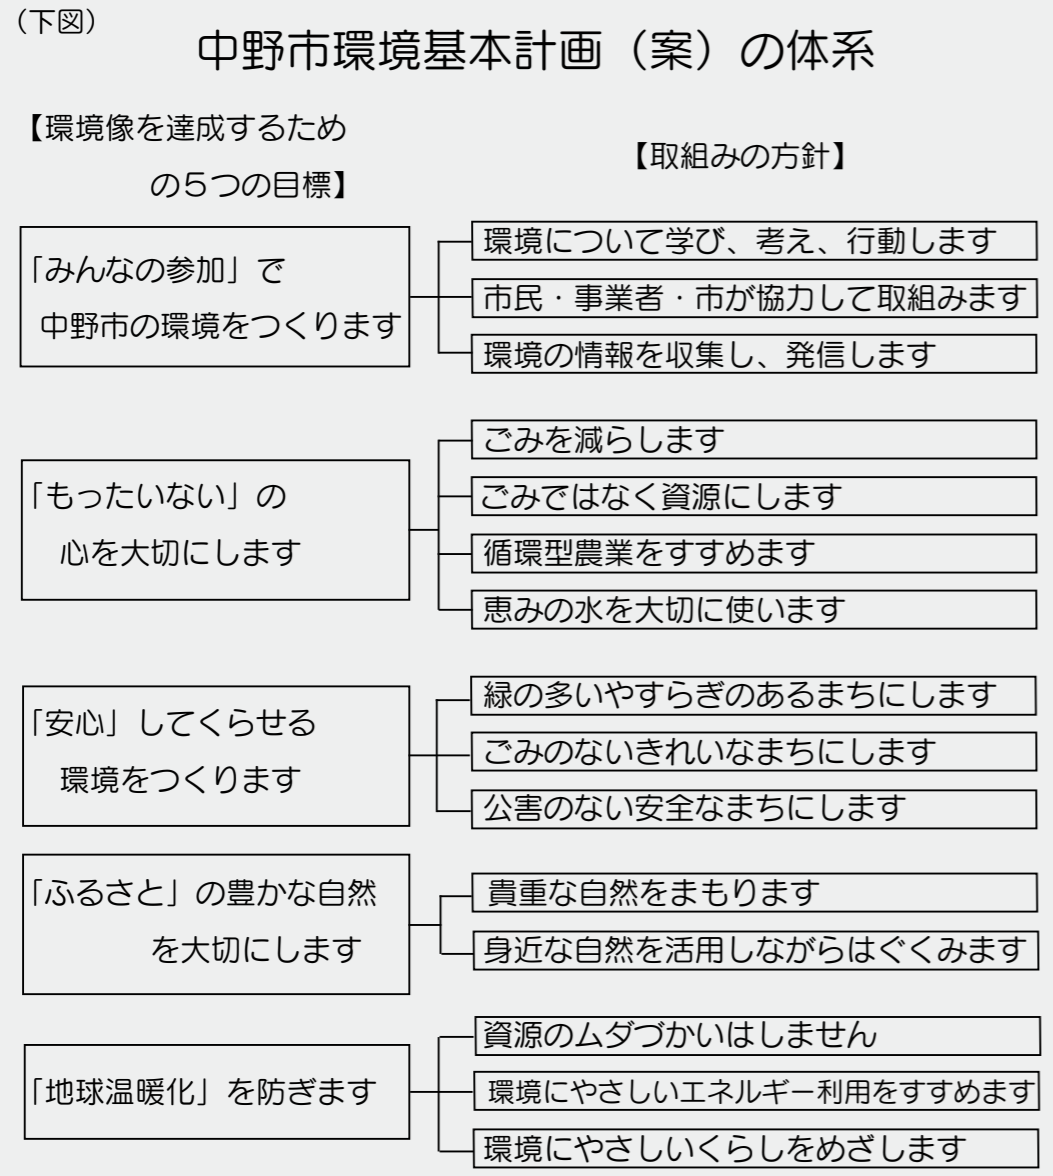 （下図）
中野市環境基本計画（案）の体系
【環境像を達成するため
の５つの目標】
【取組みの方針】
「みんなの参加」で
中野市の環境をつくります
環境について学び、考え、行動します
市民・事業者・市が協力して取組みます
環境の情報を収集し、発信します
「もったいない」の
心を大切にします
ごみを減らします
ごみではなく資源にします
循環型農業をすすめます
恵みの水を大切に使います
「安心」してくらせる
環境をつくります
緑の多いやすらぎのあるまちにします
ごみのないきれいなまちにします
公害のない安全なまちにします
「ふるさと」の豊かな自然
を大切にします
貴重な自然をまもります
身近な自然を活用しながらはぐくみます
「地球温暖化」を防ぎます
資源のムダづかいはしません
環境にやさしいエネルギー利用をすすめます
環境にやさしいくらしをめざします